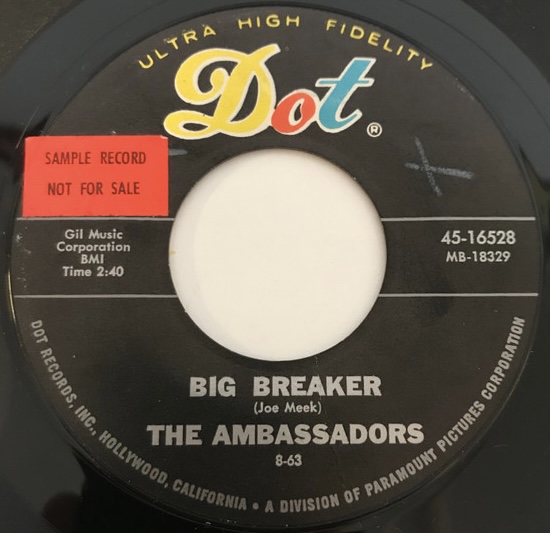 ULTRA HIGH FIDELITY
Dot
®
SAMPLE RECORD
NOT FOR SALE
Gil Music
Corporation
BMI
Time 2:40
45-16528
MB-18329
BIG BREAKER
(Joe Meek)
THE AMBASSADORS
8-63
DOT RECORDS, INC., HOLLYWOOD, CALIFORNIA • A DIVISION OF PARAMOUNT PICTURES CORPORATION